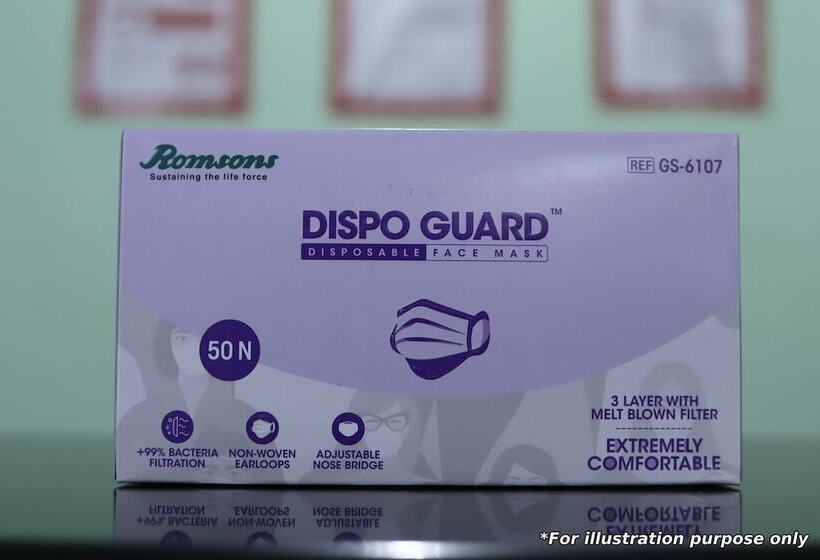 Romsons
Sustaining the life force
REF GS-6107
DISPO GUARD™
DISPOSABLE FACE MASK
50 N
+99% BACTERIA
FILTRATION
NON-WOVEN
EARLOOPS
ADJUSTABLE
NOSE BRIDGE
3 LAYER WITH
MELT BLOWN FILTER
EXTREMELY
COMFORTABLE
*For illustration purpose only